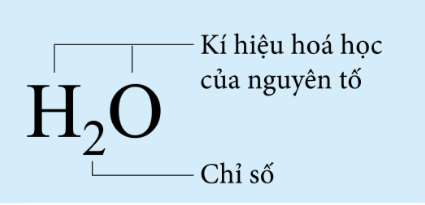 Kí hiệu hoá học
của nguyên tố
H₂O
Chỉ số